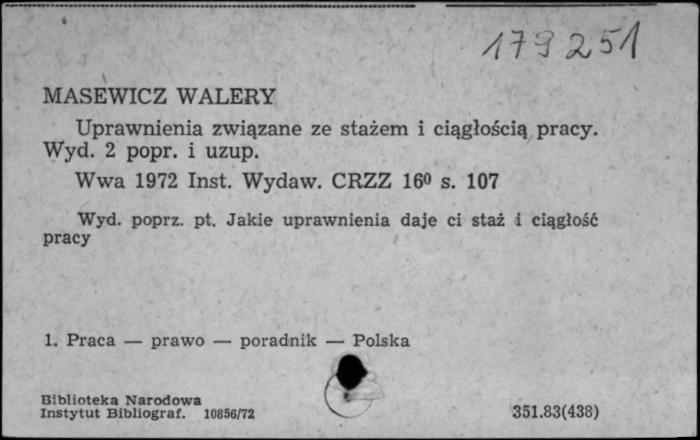 179251
MASEWICZ WALERY
Uprawnienia związane ze stażem i ciągłością pracy.
Wyd. 2 popr. i uzup.
Wwa 1972 Inst. Wydaw. CRZZ 16⁰ s. 107
Wyd. poprz. pt. Jakie uprawnienia daje ci staż i ciągłość
pracy
1. Praca — prawo — poradnik — Polska
Biblioteka Narodowa
Instytut Bibliograf. 10856/72
351.83(438)